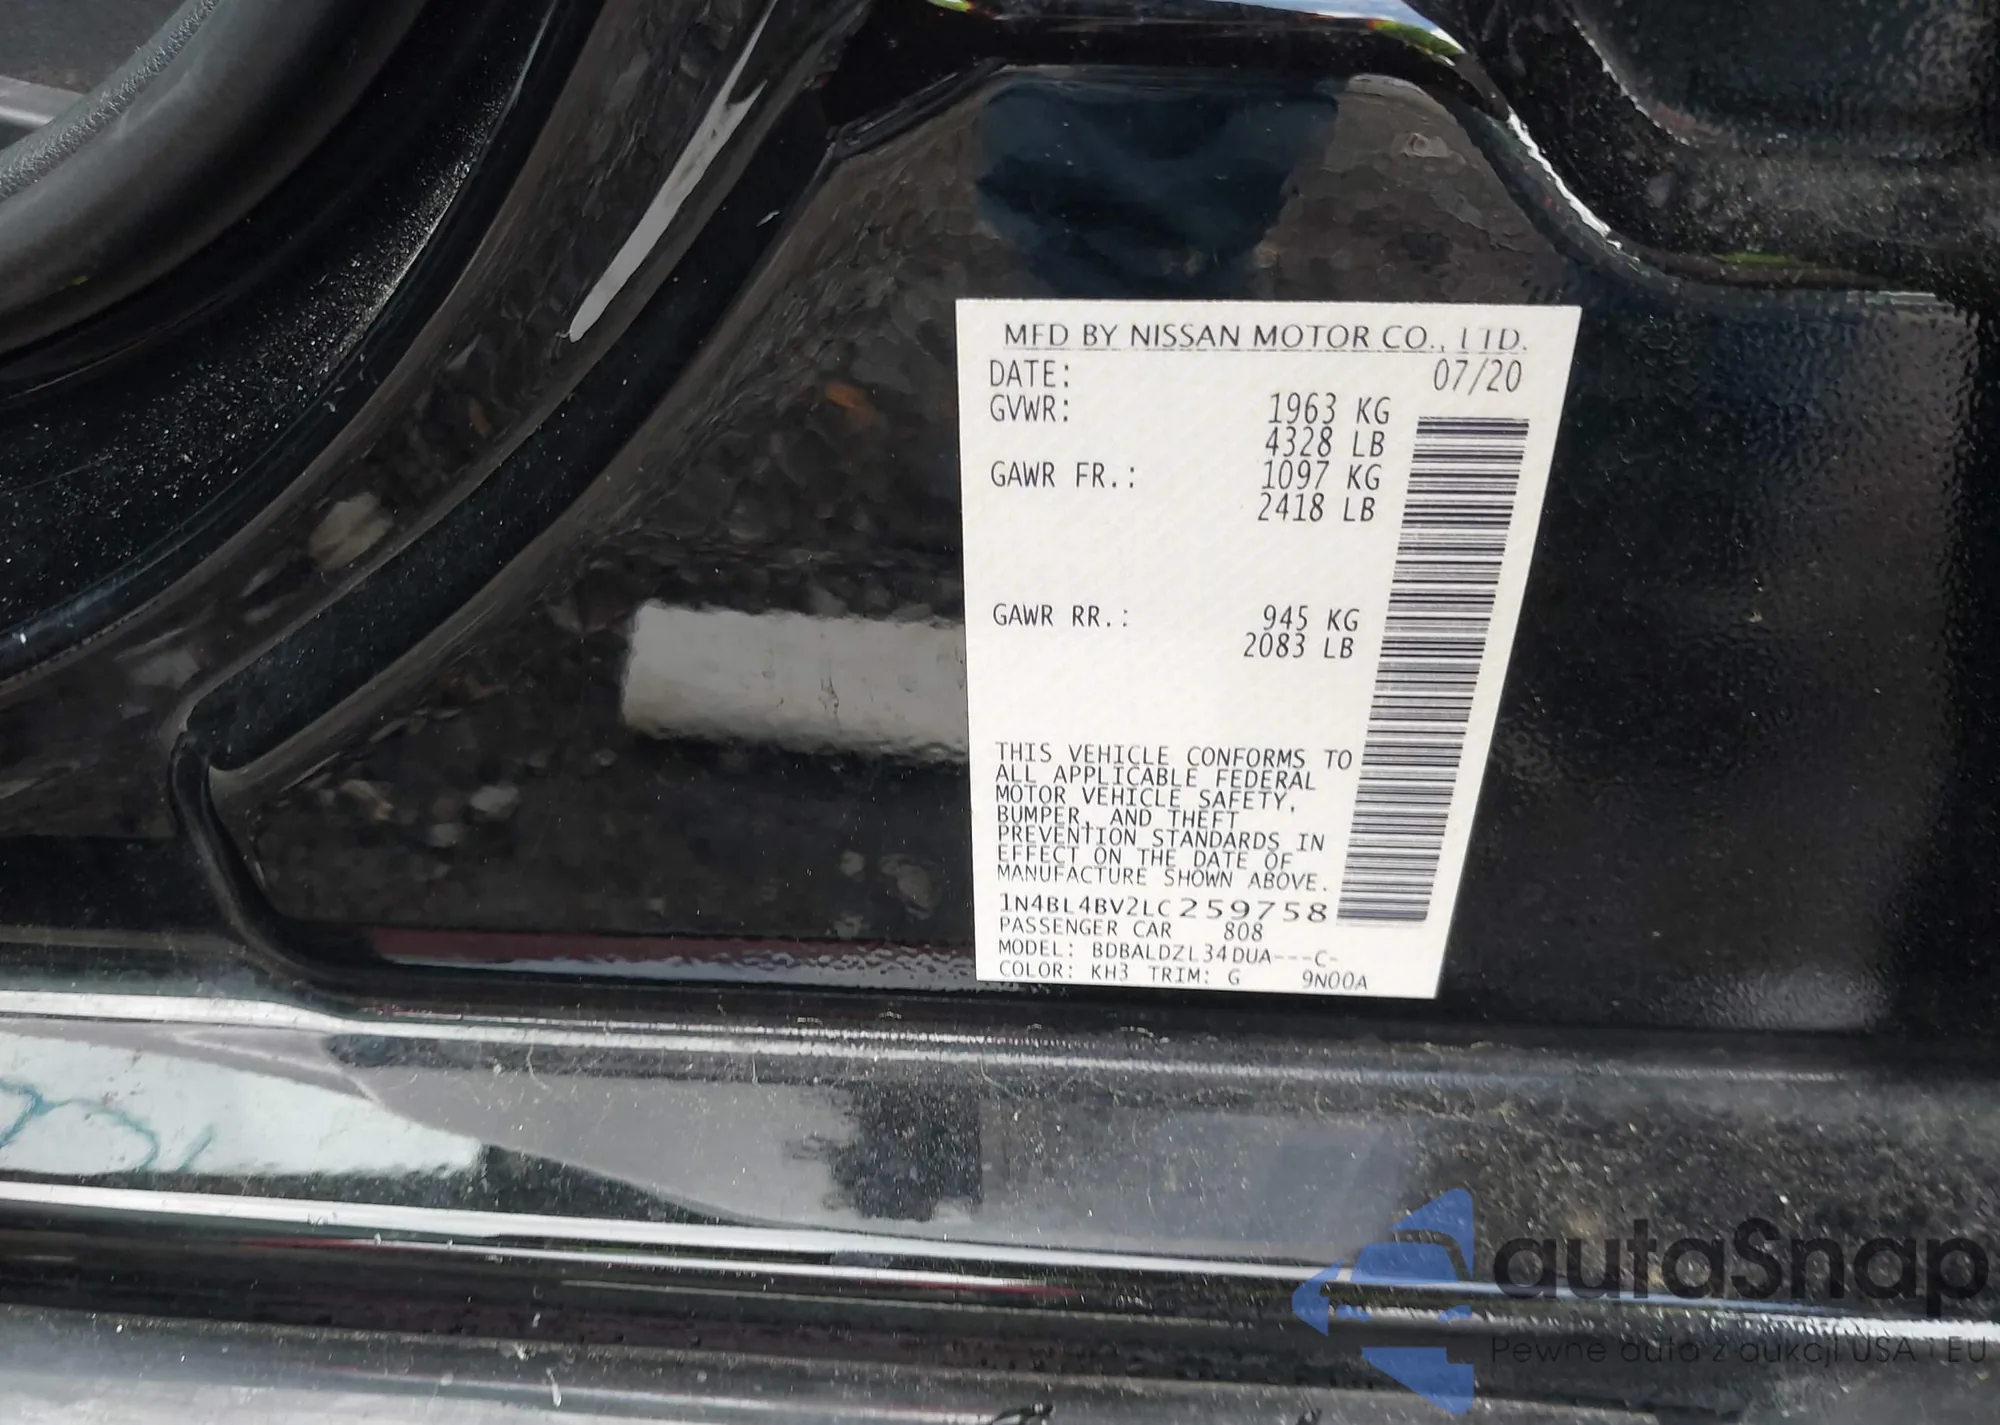 MFD BY NISSAN MOTOR CO., LTD.
DATE: 07/20
GVWR: 1963 KG
4328 LB
GAWR FR.: 1097 KG
2418 LB
GAWR RR.: 945 KG
2083 LB
THIS VEHICLE CONFORMS TO
ALL APPLICABLE FEDERAL
MOTOR VEHICLE SAFETY,
BUMPER, AND THEFT
PREVENTION STANDARDS IN
EFFECT ON THE DATE OF
MANUFACTURE SHOWN ABOVE.
1N4BL4BV2LC259758
PASSENGER CAR 808
MODEL: BDBALDZL34DUA---C-
COLOR: KH3 TRIM: G 9N00A
autaSnap
Pewne auta z aukcji USA i EU